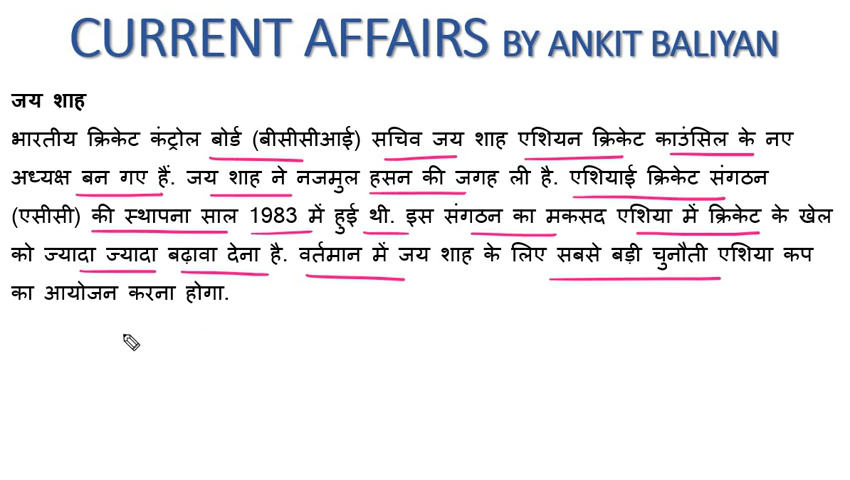 CURRENT AFFAIRS BY ANKIT BALIYAN
जय शाह
भारतीय क्रिकेट कंट्रोल बोर्ड (बीसीसीआई) सचिव जय शाह एशियन क्रिकेट काउंसिल के नए
अध्यक्ष बन गए हैं. जय शाह ने नजमुल हसन की जगह ली है. एशियाई क्रिकेट संगठन
(एसीसी) की स्थापना साल 1983 में हुई थी. इस संगठन का मकसद एशिया में क्रिकेट के खेल
को ज्यादा ज्यादा बढ़ावा देना है. वर्तमान में जय शाह के लिए सबसे बड़ी चुनौती एशिया कप
का आयोजन करना होगा.